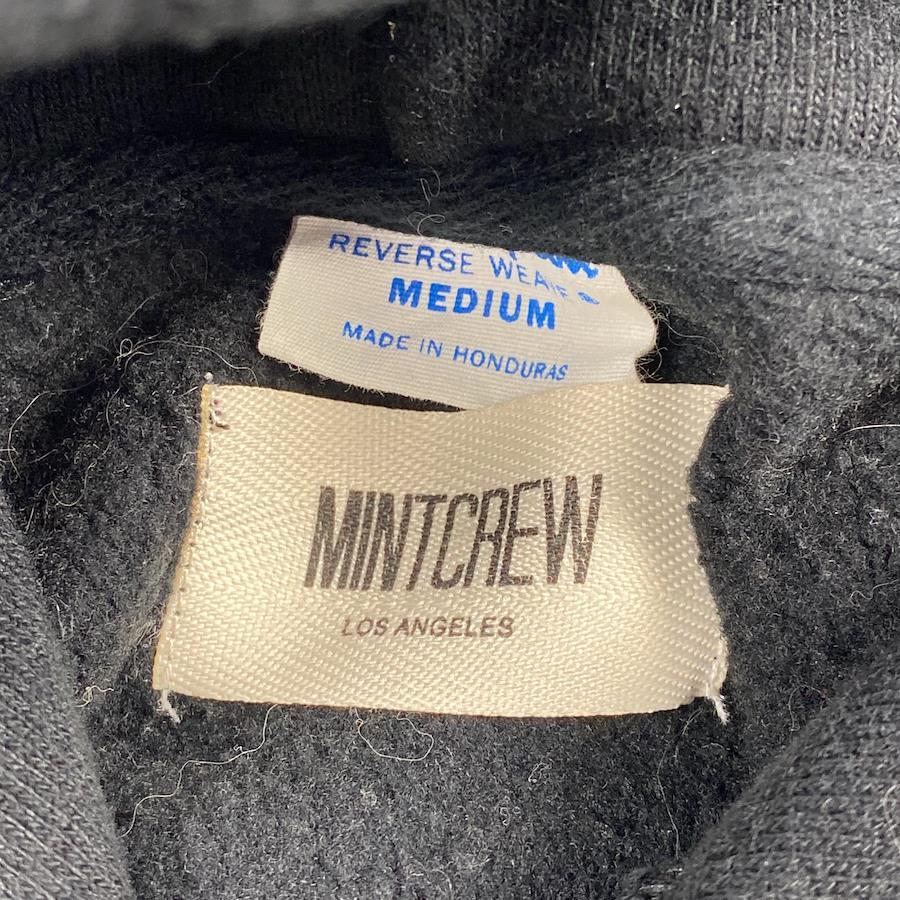 REVERSE WEAVE®
MEDIUM
MADE IN HONDURAS
MINTCREW
LOS ANGELES